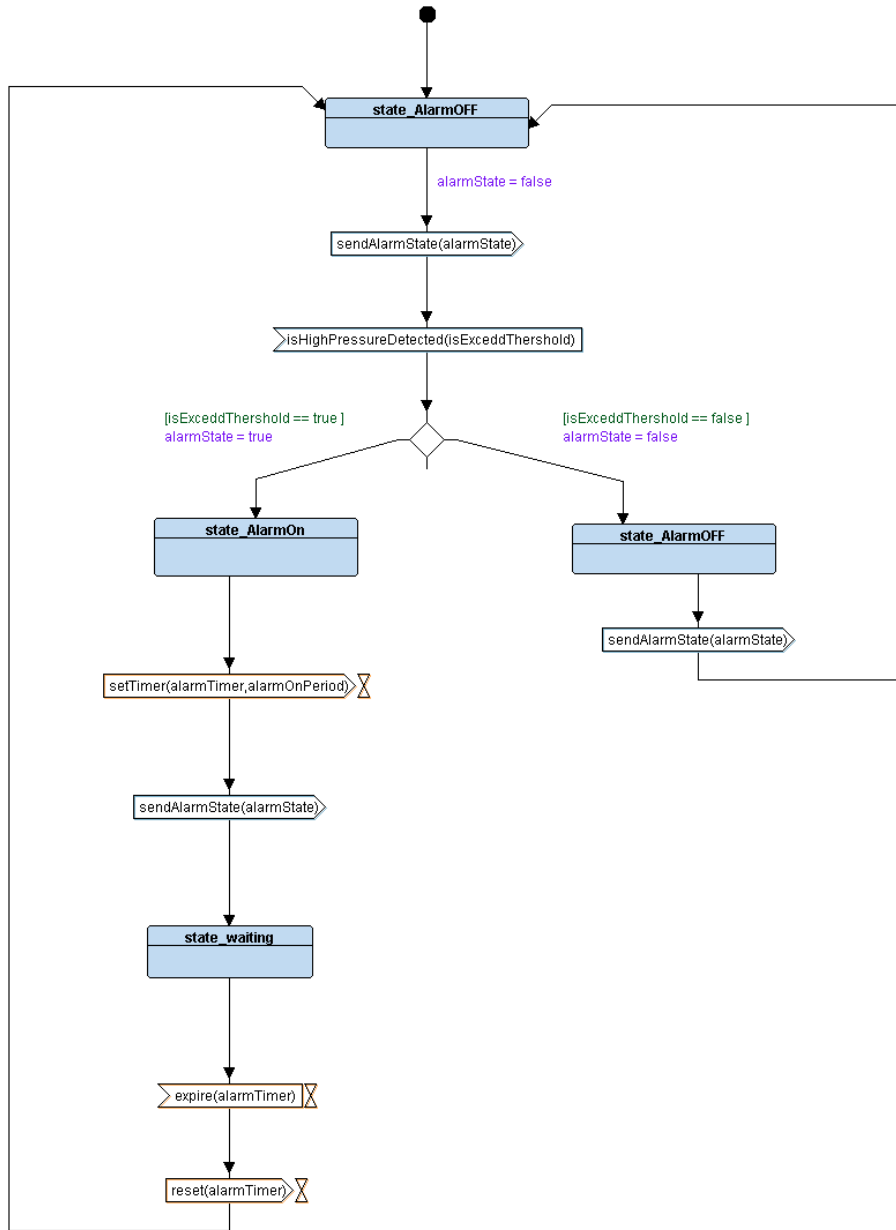 state_AlarmOFF
alarmState = false
sendAlarmState(alarmState)
isHighPressureDetected(isExceddThershold)
[isExceddThershold == true ]
alarmState = true
[isExceddThershold == false ]
alarmState = false
state_AlarmOn
state_AlarmOFF
sendAlarmState(alarmState)
setTimer(alarmTimer,alarmOnPeriod)
sendAlarmState(alarmState)
state_waiting
expire(alarmTimer)
reset(alarmTimer)